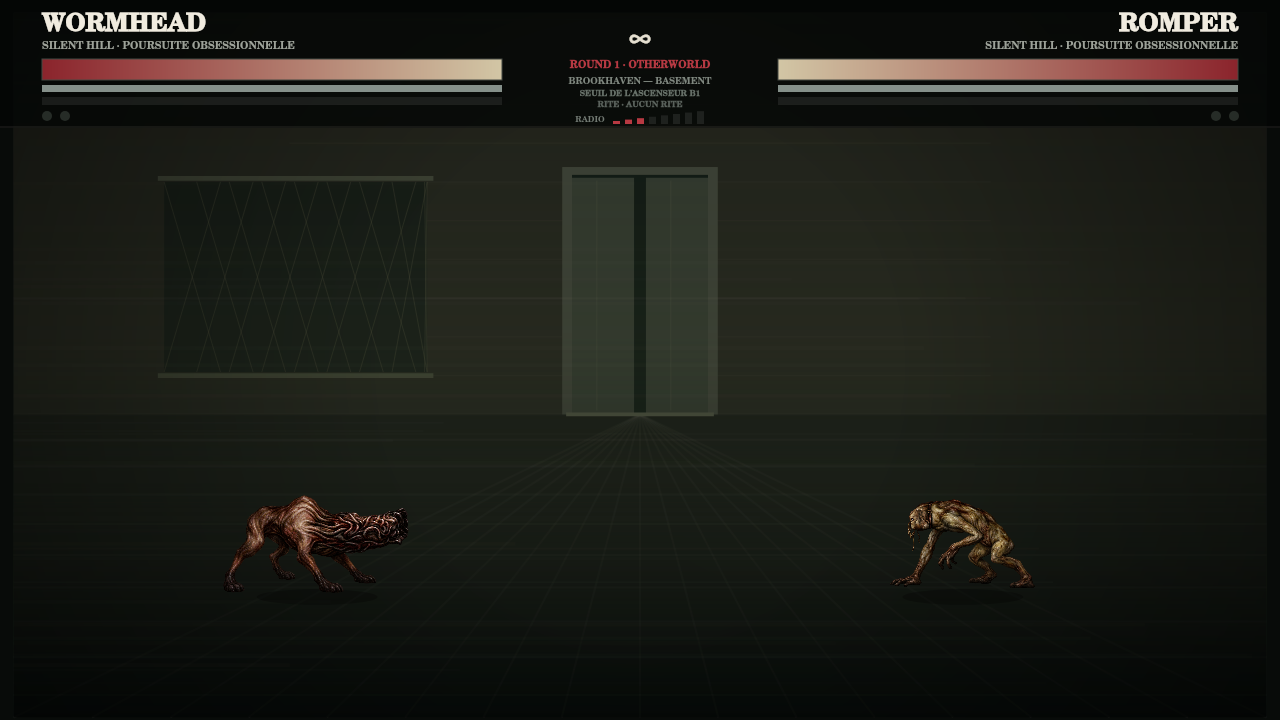 WORMHEAD
SILENT HILL · POURSUITE OBSESSIONNELLE
∞
ROUND 1 · OTHERWORLD
BROOKHAVEN — BASEMENT
SEUIL DE L'ASCENSEUR B1
RITE · AUCUN RITE
RADIO
ROMPER
SILENT HILL · POURSUITE OBSESSIONNELLE